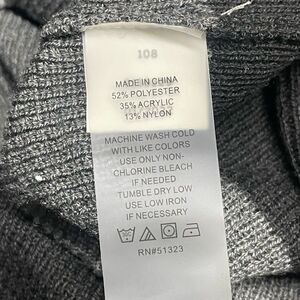 108
MADE IN CHINA
52% POLYESTER
35% ACRYLIC
13% NYLON
MACHINE WASH COLD
WITH LIKE COLORS
USE ONLY NON-
CHLORINE BLEACH
IF NEEDED
TUMBLE DRY LOW
USE LOW IRON
IF NECESSARY
RN#51323